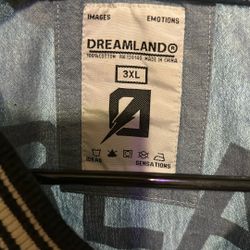 IMAGES EMOTIONS
DREAMLAND®
100%COTTON MADE IN CHINA
3XL
IDEAS SENSATIONS